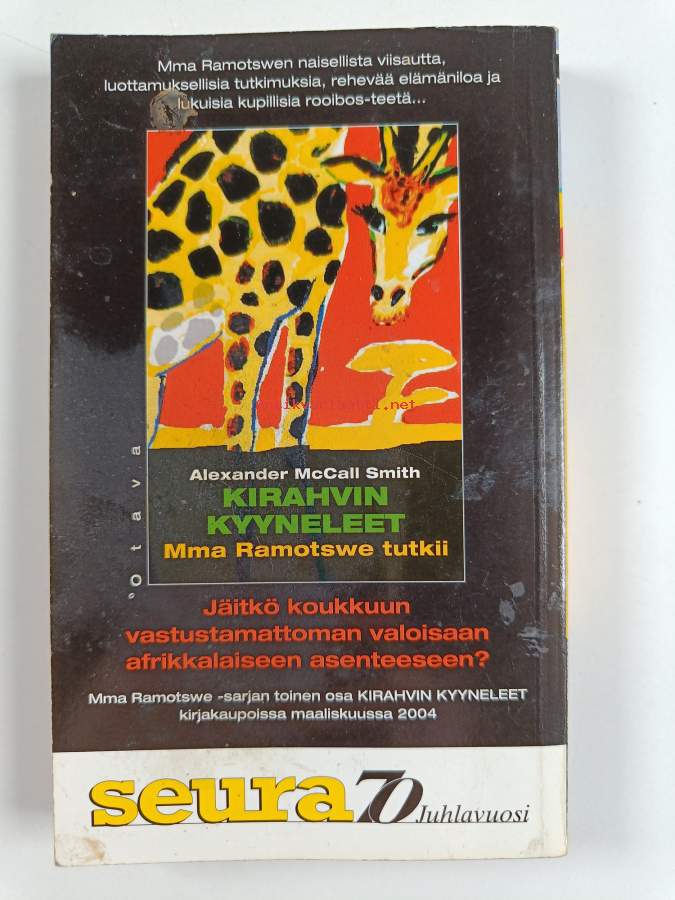 Mma Ramotswen naisellista viisautta,
luottamuksellisia tutkimuksia, rehevää elämäniloa ja
lukuisia kupillisia rooibos-teetä...
Otava
Alexander McCall Smith
KIRAHVIN
KYYNELEET
Mma Ramotswe tutkii
Jäitkö koukkuun
vastustamattoman valoisaan
afrikkalaiseen asenteeseen?
Mma Ramotswe -sarjan toinen osa KIRAHVIN KYYNELEET
kirjakaupoissa maaliskuussa 2004
seura 70 Juhlavuosi